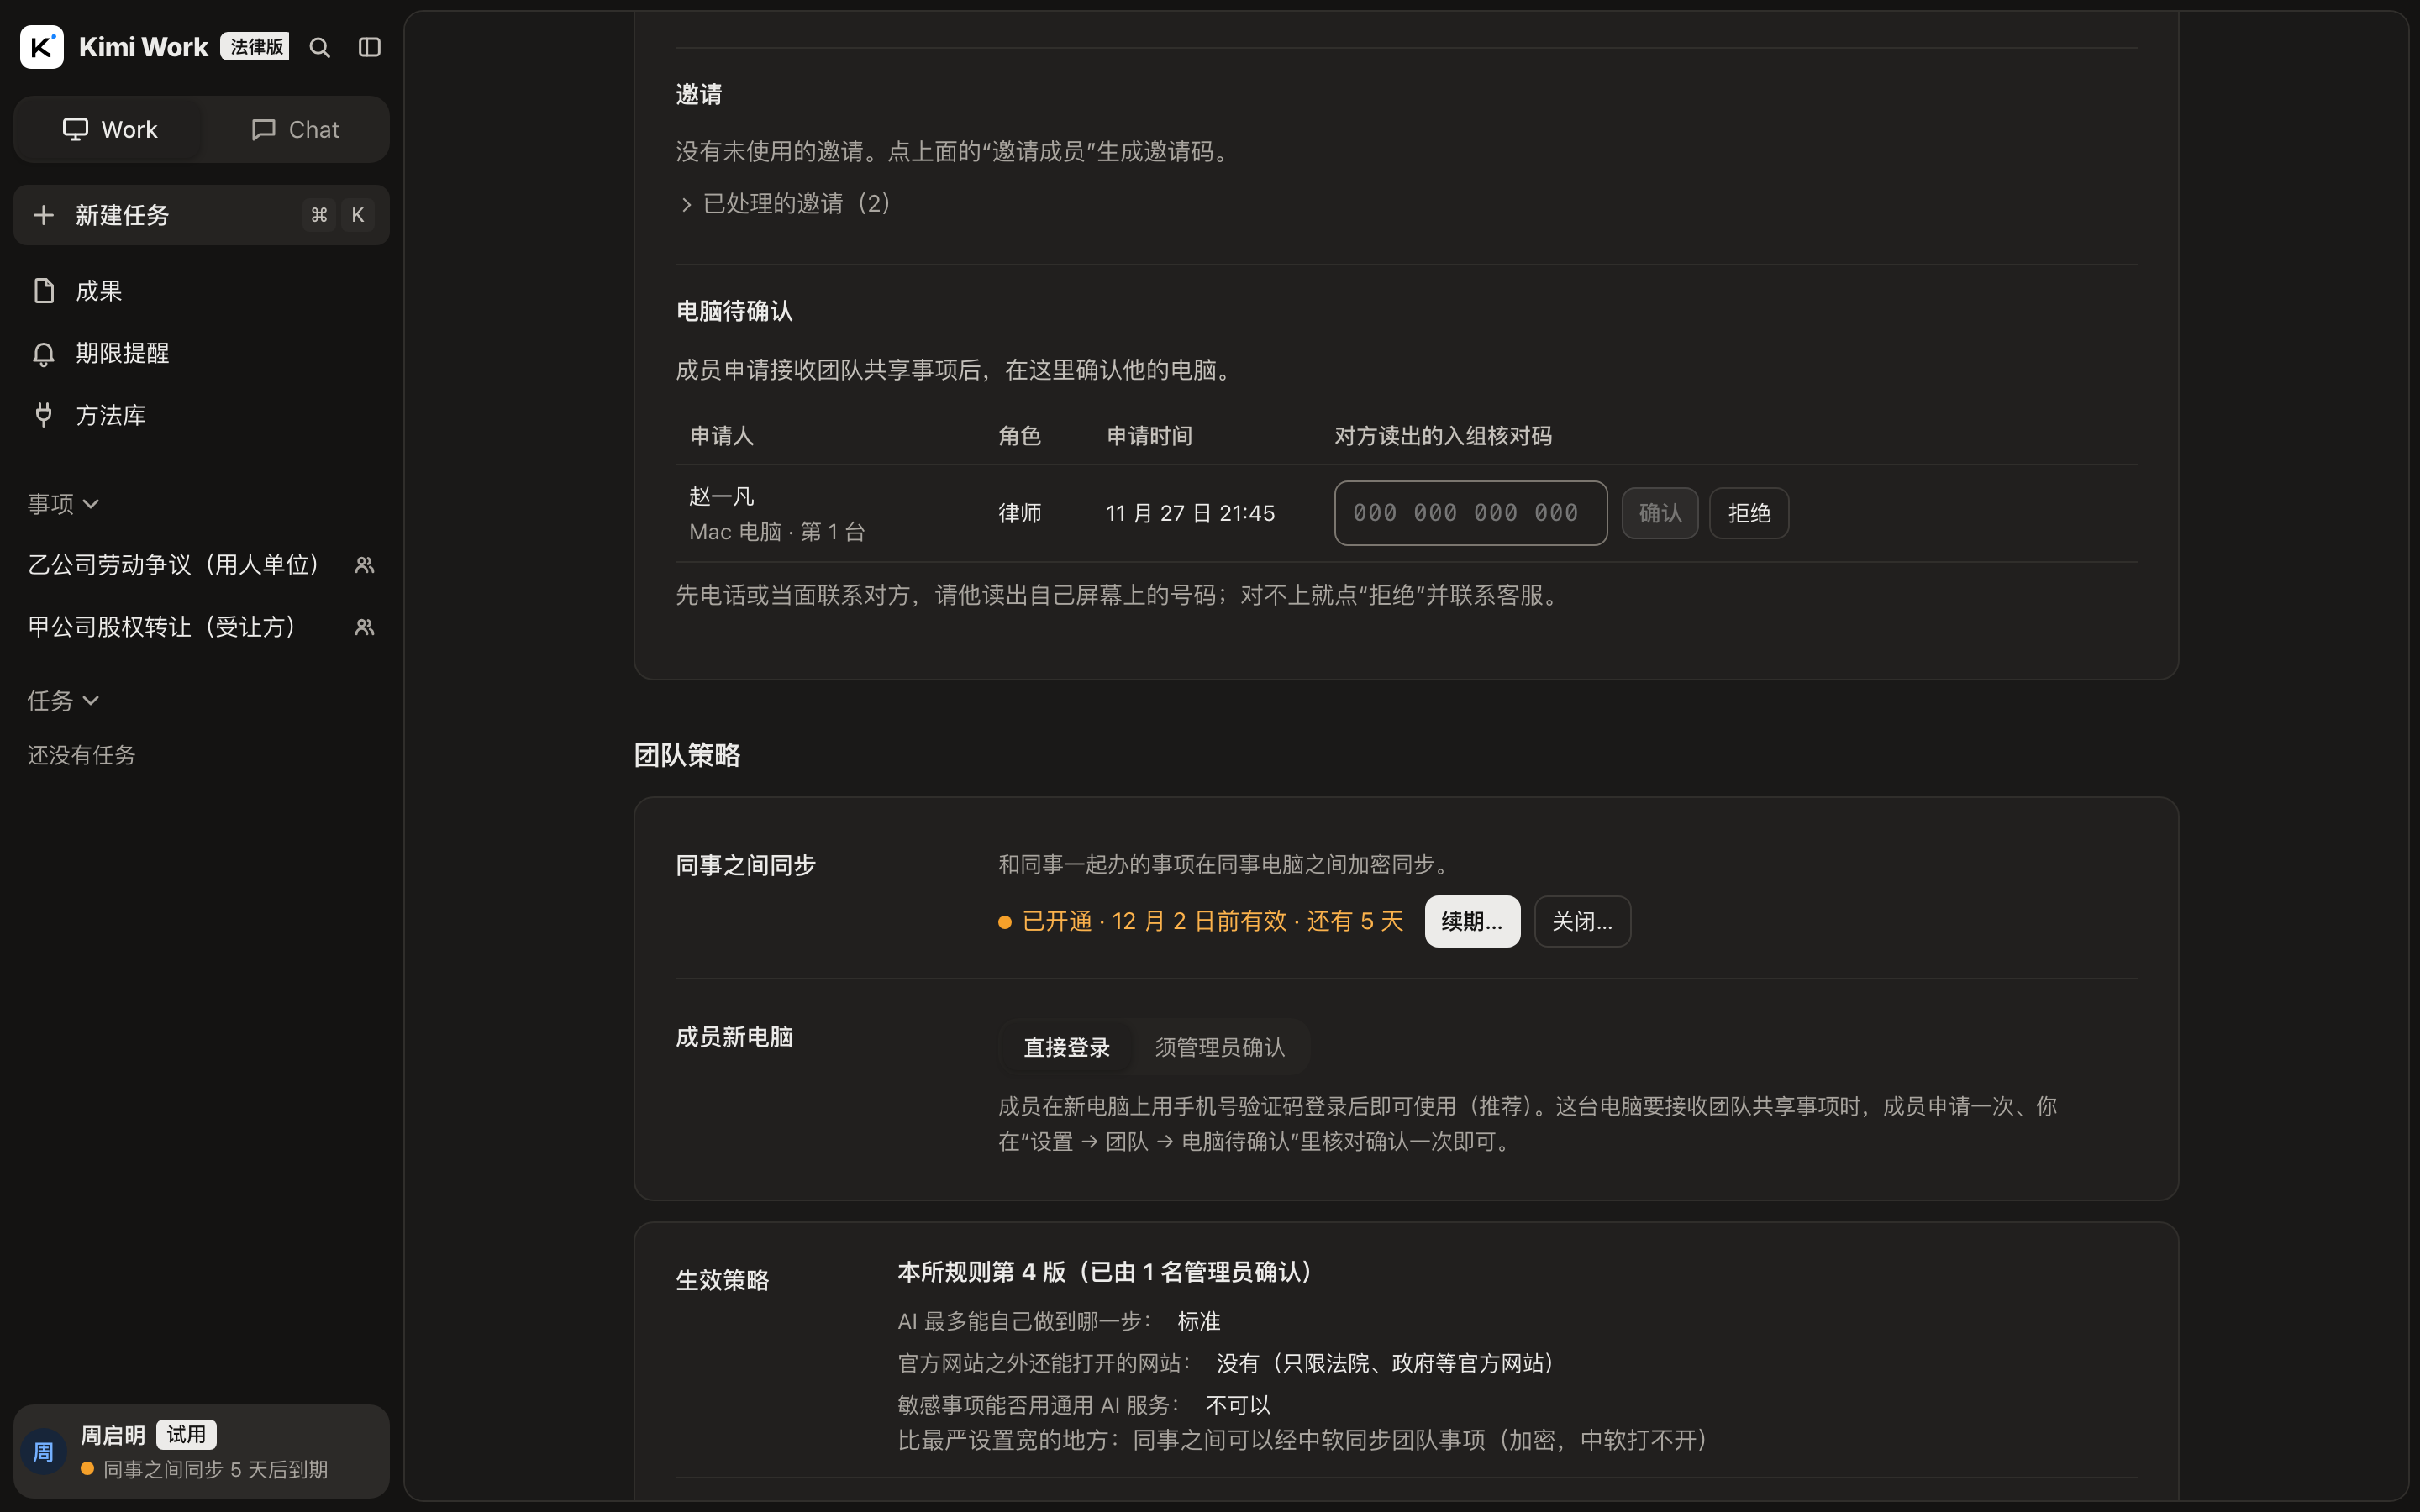 Kimi Work 法律版
Work
Chat
新建任务 ⌘ K
成果
期限提醒
方法库
事项
乙公司劳动争议（用人单位）
甲公司股权转让（受让方）
任务
还没有任务
周 周启明 试用
同事之间同步 5 天后到期
邀请
没有未使用的邀请。点上面的“邀请成员”生成邀请码。
已处理的邀请（2）
电脑待确认
成员申请接收团队共享事项后，在这里确认他的电脑。
申请人 角色 申请时间 对方读出的入组核对码
赵一凡
Mac 电脑 · 第 1 台
律师 11 月 27 日 21:45 000 000 000 000 确认 拒绝
先电话或当面联系对方，请他读出自己屏幕上的号码；对不上就点“拒绝”并联系客服。
团队策略
同事之间同步
和同事一起办的事项在同事电脑之间加密同步。
已开通 · 12 月 2 日前有效 · 还有 5 天 续期... 关闭...
成员新电脑
直接登录 须管理员确认
成员在新电脑上用手机号验证码登录后即可使用（推荐）。这台电脑要接收团队共享事项时，成员申请一次、你
在“设置 → 团队 → 电脑待确认”里核对确认一次即可。
生效策略
本所规则第 4 版（已由 1 名管理员确认）
AI 最多能自己做到哪一步： 标准
官方网站之外还能打开的网站： 没有（只限法院、政府等官方网站）
敏感事项能否用通用 AI 服务： 不可以
比最严设置宽的地方：同事之间可以经中软同步团队事项（加密，中软打不开）